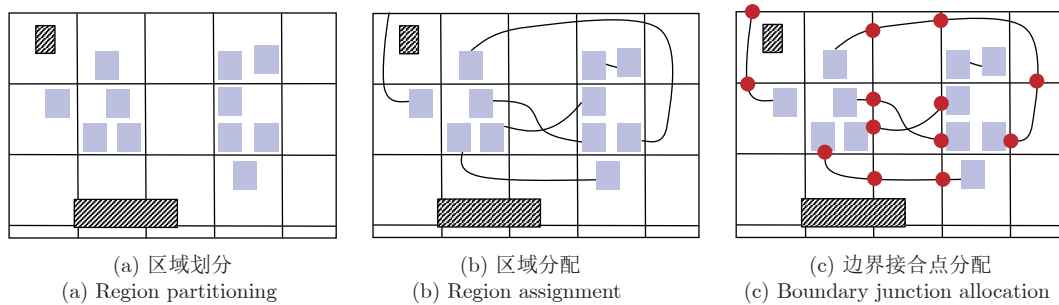 (a) 区域划分
(a) Region partitioning
(b) 区域分配
(b) Region assignment
(c) 边界接合点分配
(c) Boundary junction allocation